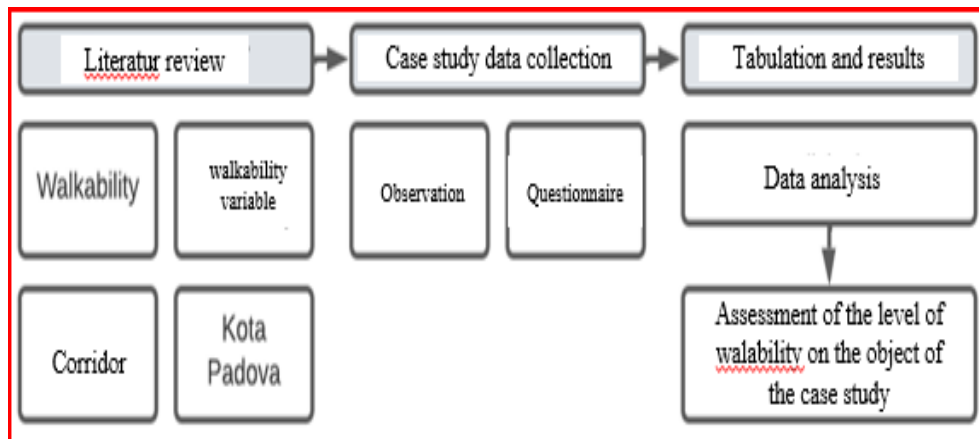 Literatur review
Case study data collection
Tabulation and results
Walkability
walkability
variable
Observation
Questionnaire
Data analysis
Corridor
Kota
Padova
Assessment of the level of
walability on the object of
the case study